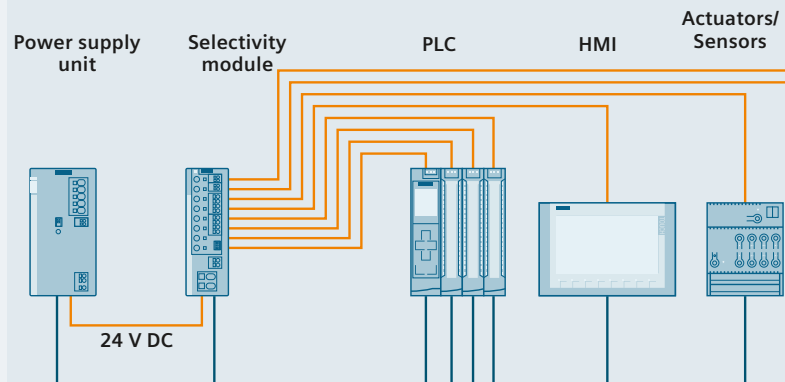 Power supply
unit
Selectivity
module
PLC
HMI
Actuators/
Sensors
24 V DC